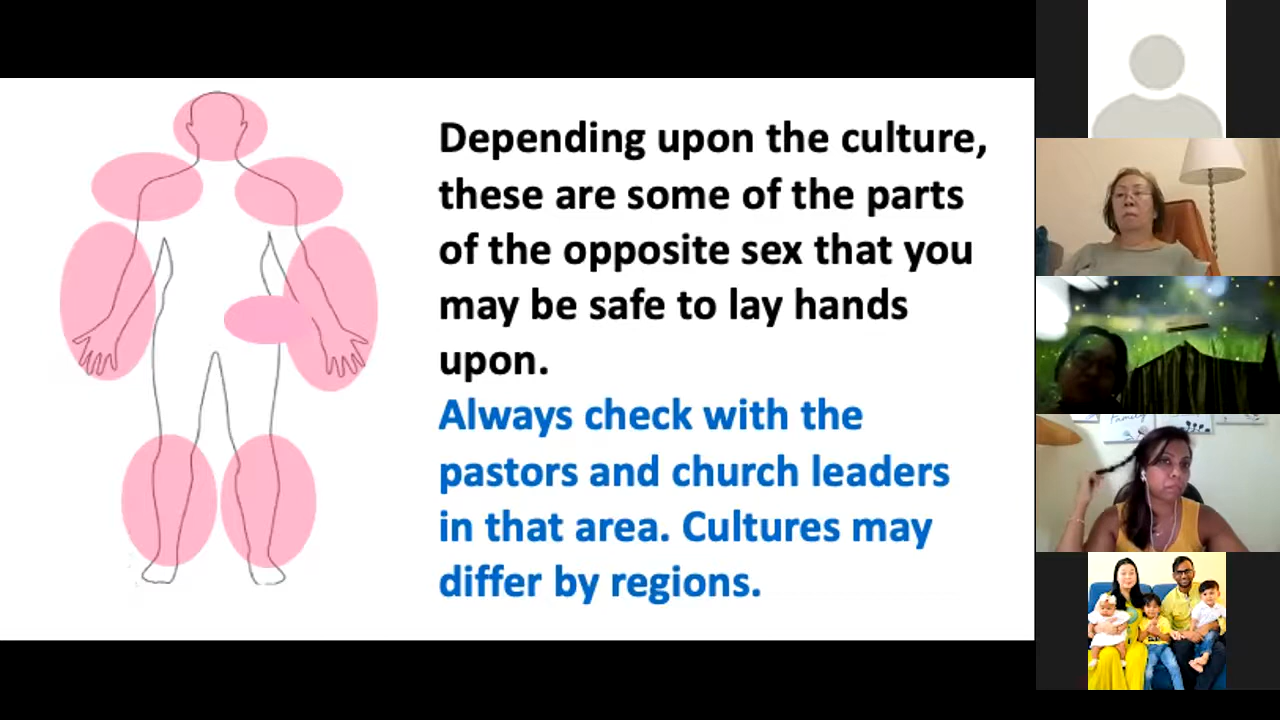 Depending upon the culture,
these are some of the parts
of the opposite sex that you
may be safe to lay hands
upon.
Always check with the
pastors and church leaders
in that area. Cultures may
differ by regions.
Family